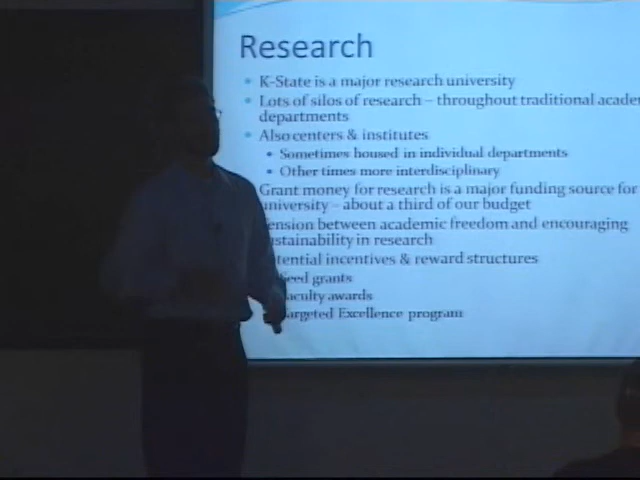 Research
K-State is a major research university
Lots of silos of research – throughout traditional acade
departments
Also centers & institutes
Sometimes housed in individual departments
Other times more interdisciplinary
Grant money for research is a major funding source for
university – about a third of our budget
ension between academic freedom and encouraging
stainability in research
tential incentives & reward structures
Seed grants
aculty awards
argeted Excellence program